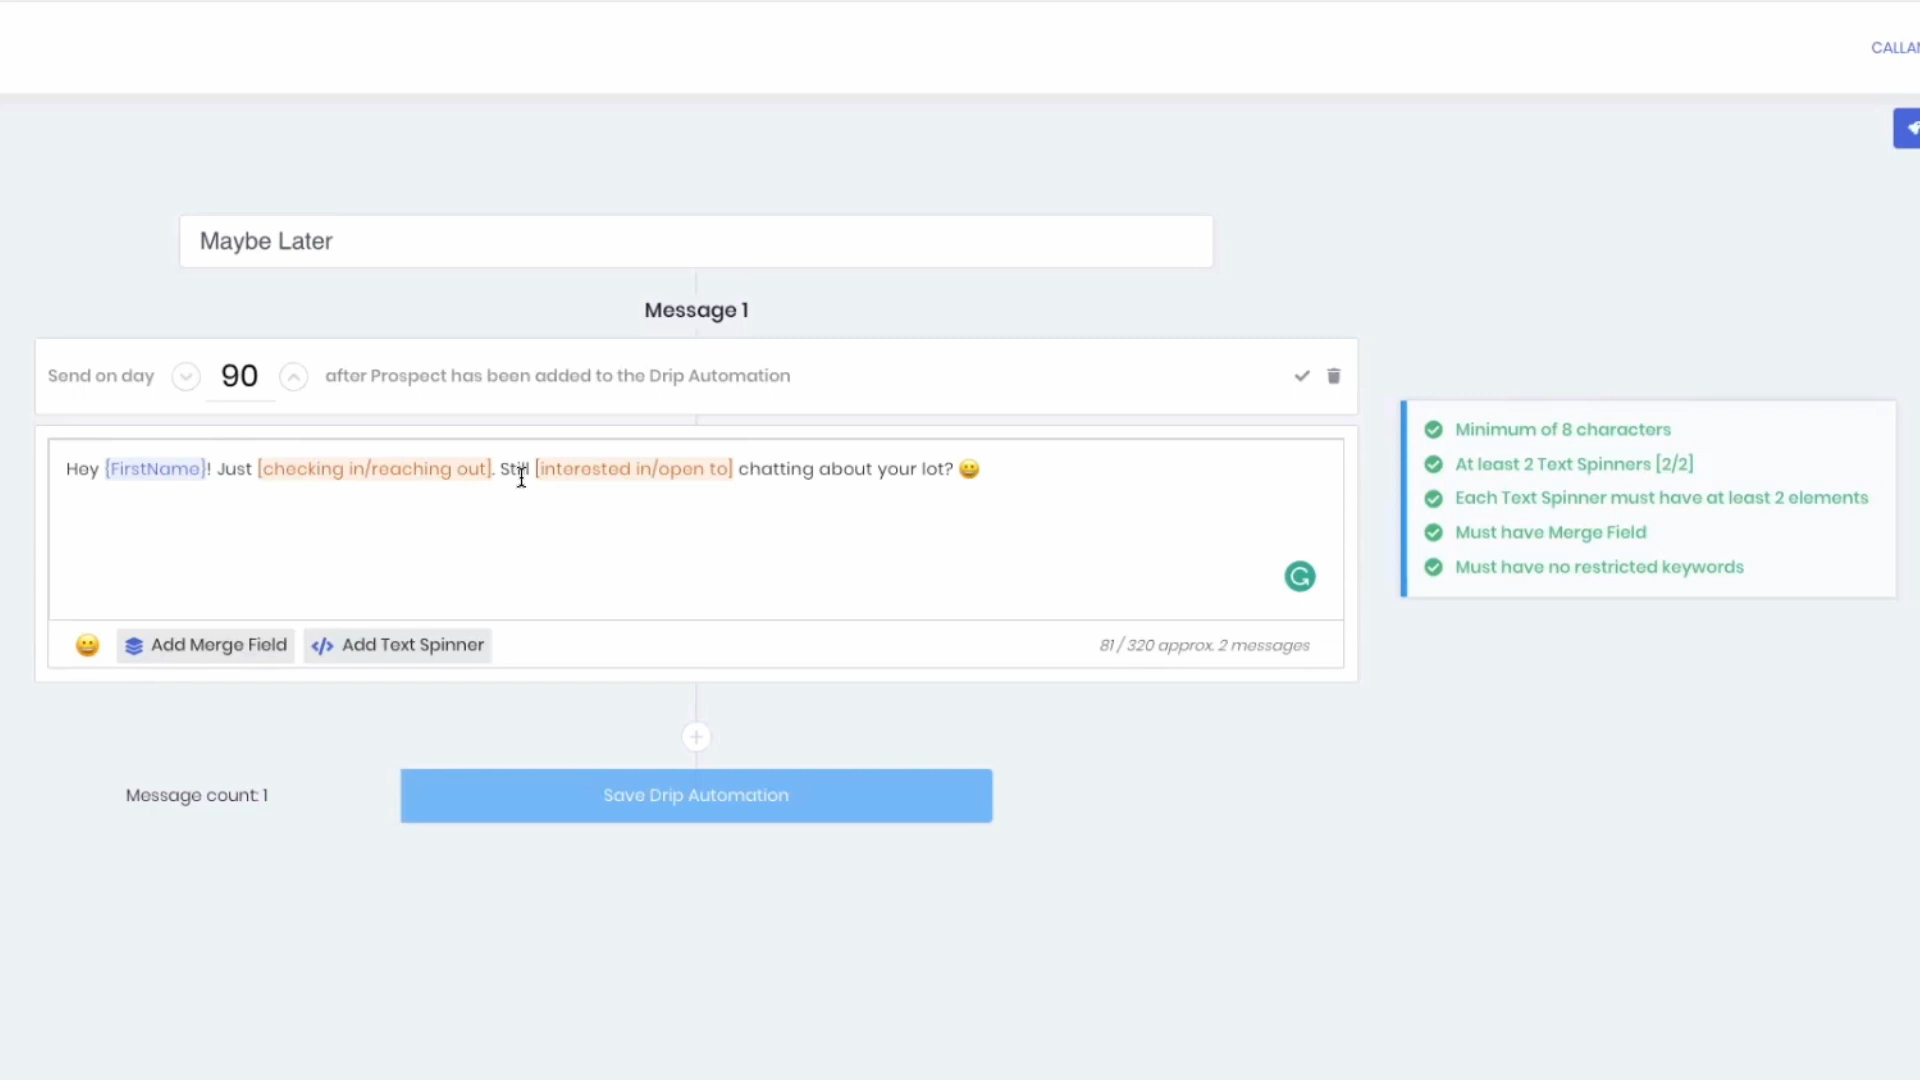 CALLA
Maybe Later
Message 1
Send on day 90 after Prospect has been added to the Drip Automation
Hey {FirstName}! Just [checking in/reaching out]. Still [interested in/open to] chatting about your lot? 😀
Minimum of 8 characters
At least 2 Text Spinners [2/2]
Each Text Spinner must have at least 2 elements
Must have Merge Field
Must have no restricted keywords
Add Merge Field
Add Text Spinner
81 / 320 approx. 2 messages
Message count: 1
Save Drip Automation